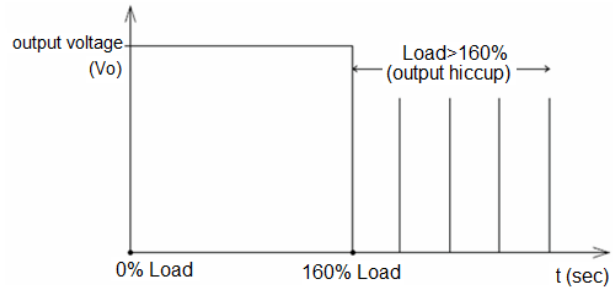 output voltage
(Vo)
Load>160%
(output hiccup)
0% Load
160% Load
t (sec)